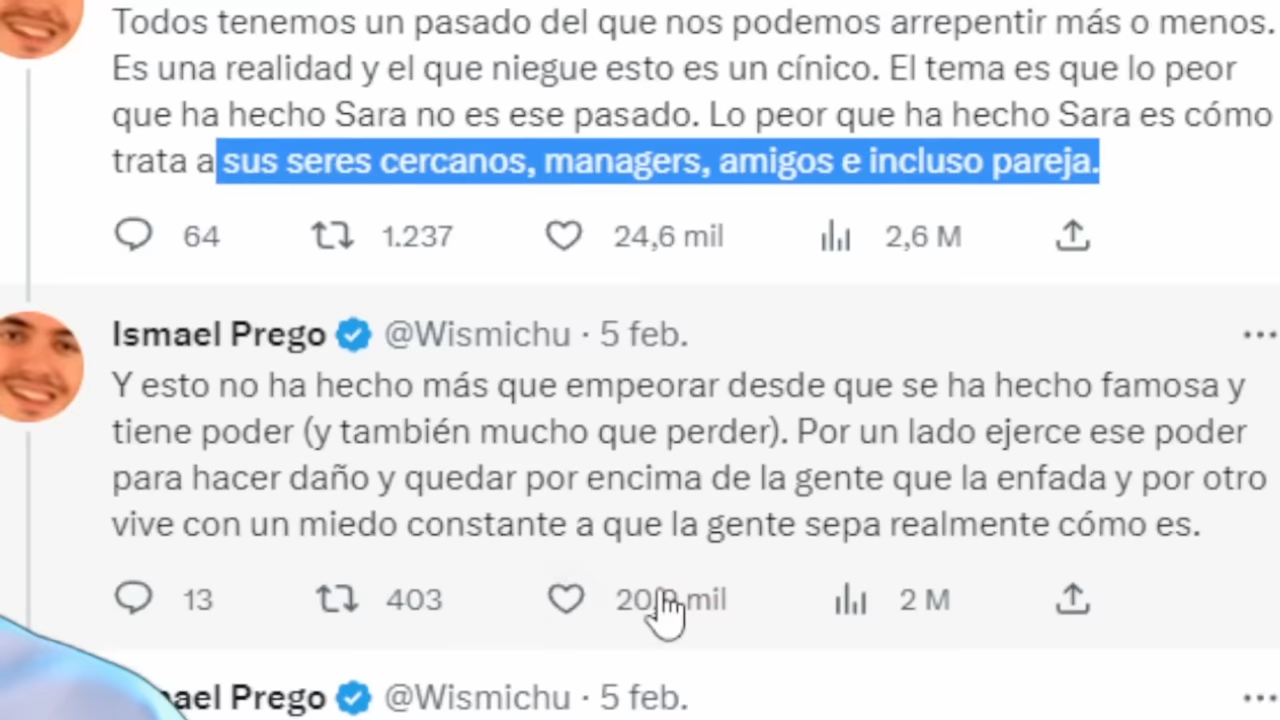 Todos tenemos un pasado del que nos podemos arrepentir más o menos.
Es una realidad y el que niegue esto es un cínico. El tema es que lo peor
que ha hecho Sara no es ese pasado. Lo peor que ha hecho Sara es cómo
trata a sus seres cercanos, managers, amigos e incluso pareja.
64 1.237 24,6 mil 2,6 M
Ismael Prego @Wismichu · 5 feb.
Y esto no ha hecho más que empeorar desde que se ha hecho famosa y
tiene poder (y también mucho que perder). Por un lado ejerce ese poder
para hacer daño y quedar por encima de la gente que la enfada y por otro
vive con un miedo constante a que la gente sepa realmente cómo es.
13 403 mil 2 M
Prego @Wismichu · 5 feb.